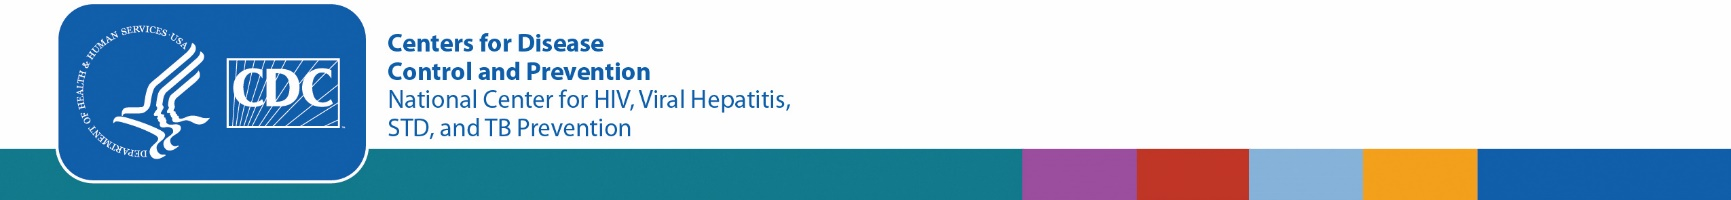 DEPARTMENT OF HEALTH & HUMAN SERVICES·USA
CDC
Centers for Disease
Control and Prevention
National Center for HIV, Viral Hepatitis,
STD, and TB Prevention